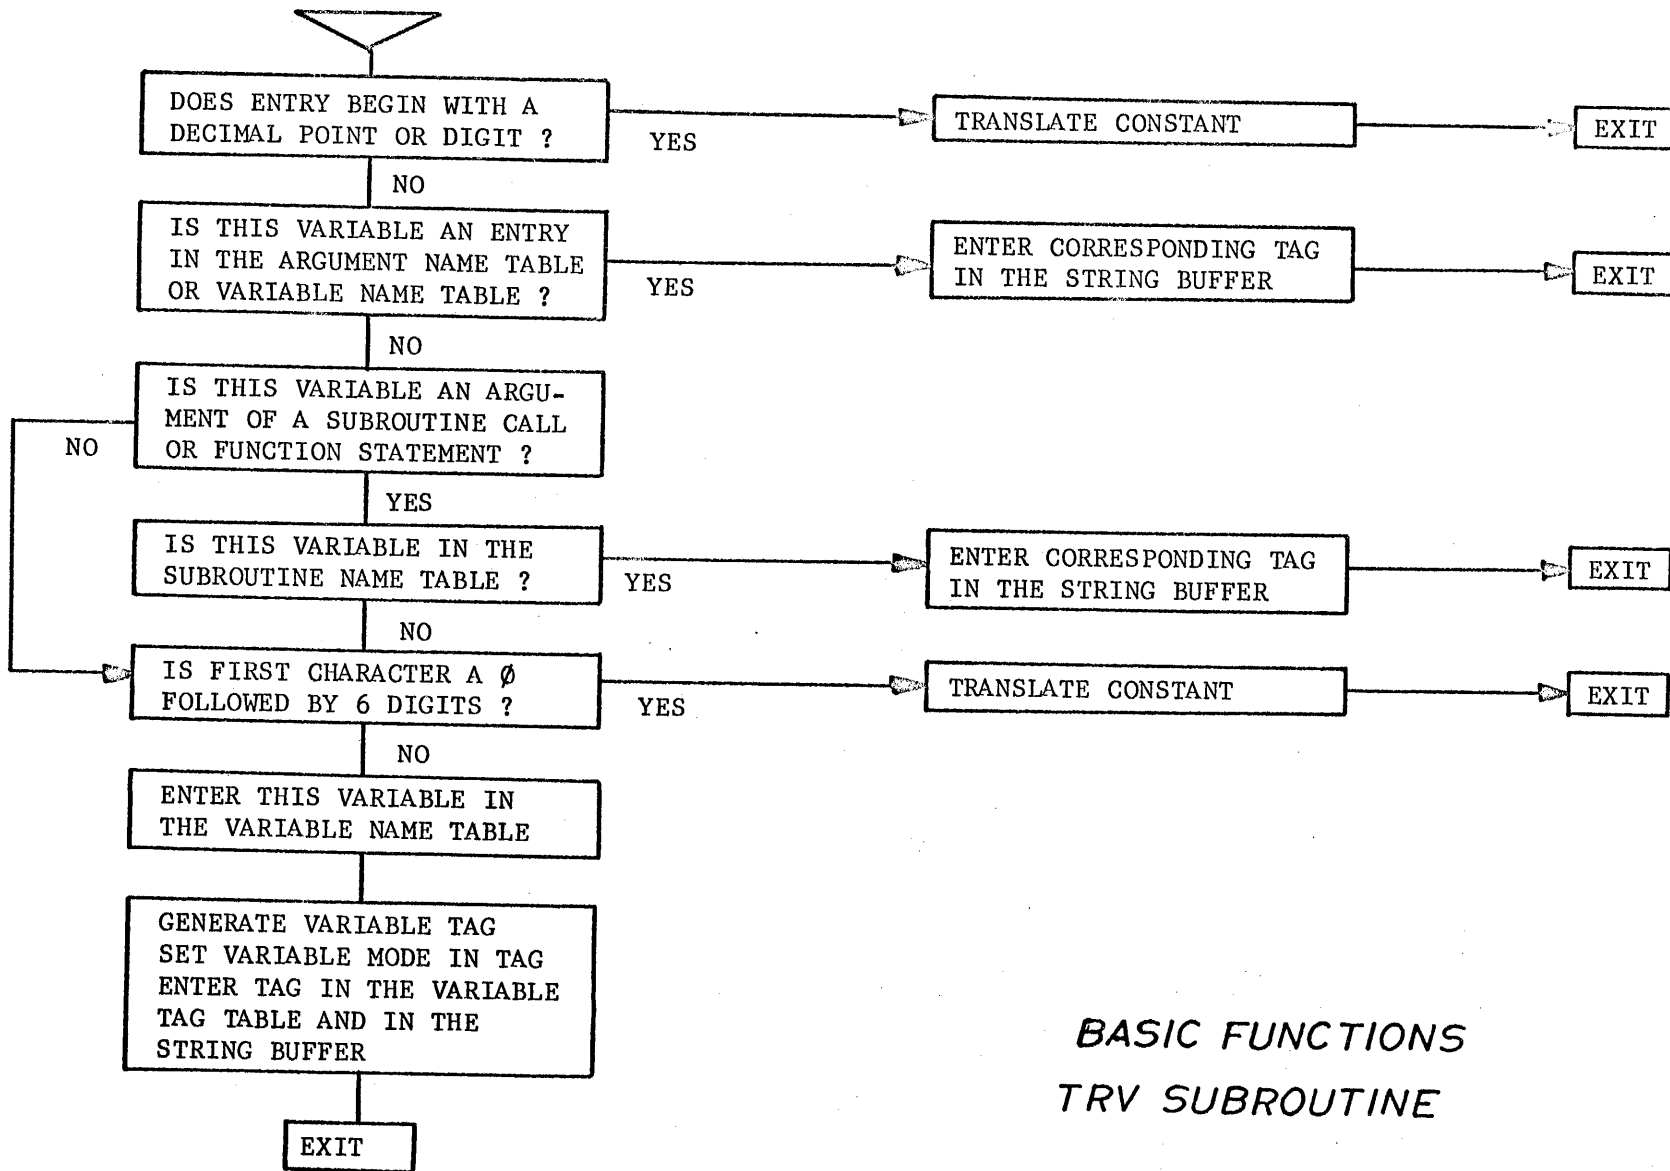 DOES ENTRY BEGIN WITH A
DECIMAL POINT OR DIGIT ?
YES
TRANSLATE CONSTANT
EXIT
NO
IS THIS VARIABLE AN ENTRY
IN THE ARGUMENT NAME TABLE
OR VARIABLE NAME TABLE ?
YES
ENTER CORRESPONDING TAG
IN THE STRING BUFFER
EXIT
NO
IS THIS VARIABLE AN ARGU-
MENT OF A SUBROUTINE CALL
OR FUNCTION STATEMENT ?
NO
YES
IS THIS VARIABLE IN THE
SUBROUTINE NAME TABLE ?
YES
ENTER CORRESPONDING TAG
IN THE STRING BUFFER
EXIT
NO
IS FIRST CHARACTER A Ø
FOLLOWED BY 6 DIGITS ?
YES
TRANSLATE CONSTANT
EXIT
NO
ENTER THIS VARIABLE IN
THE VARIABLE NAME TABLE
GENERATE VARIABLE TAG
SET VARIABLE MODE IN TAG
ENTER TAG IN THE VARIABLE
TAG TABLE AND IN THE
STRING BUFFER
EXIT
BASIC FUNCTIONS
TRV SUBROUTINE